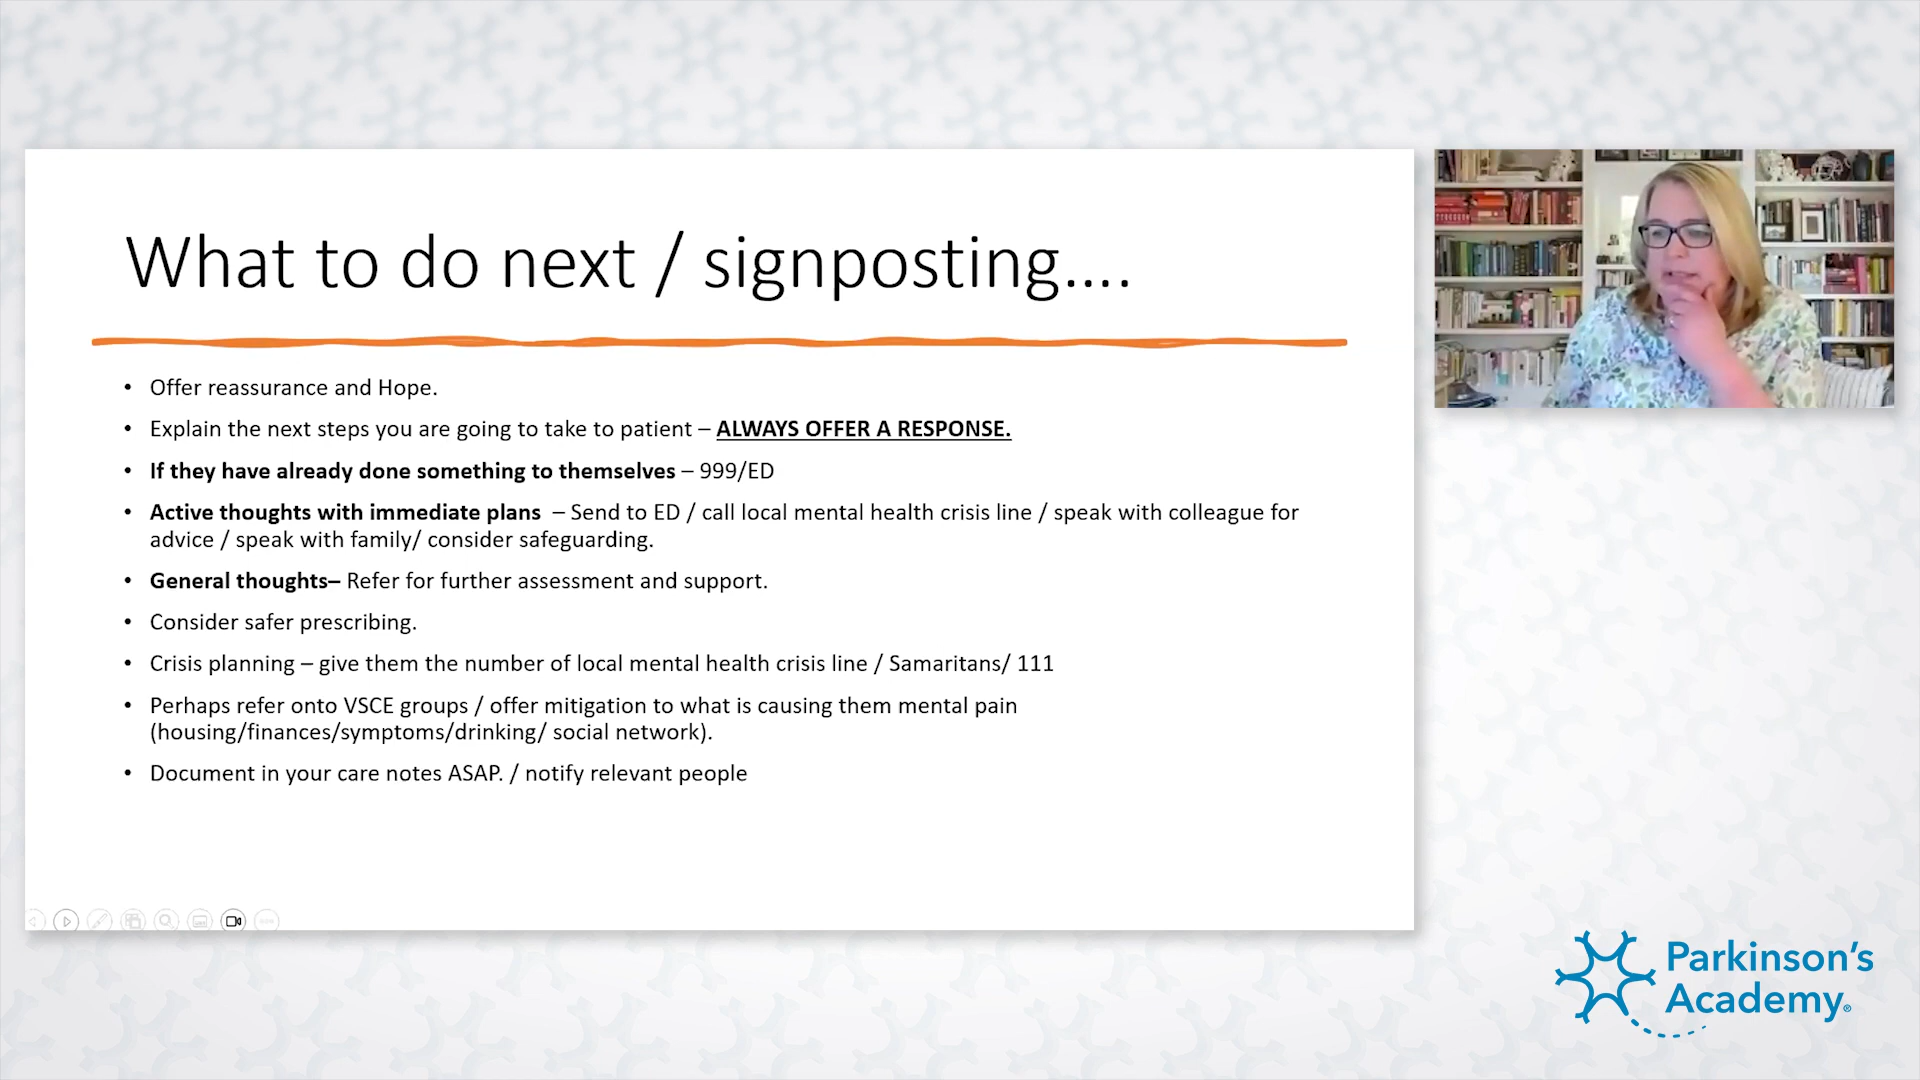 What to do next / signposting....
• Offer reassurance and Hope.
• Explain the next steps you are going to take to patient – ALWAYS OFFER A RESPONSE.
• If they have already done something to themselves – 999/ED
• Active thoughts with immediate plans – Send to ED / call local mental health crisis line / speak with colleague for
advice / speak with family/ consider safeguarding.
• General thoughts– Refer for further assessment and support.
• Consider safer prescribing.
• Crisis planning – give them the number of local mental health crisis line / Samaritans/ 111
• Perhaps refer onto VSCE groups / offer mitigation to what is causing them mental pain
(housing/finances/symptoms/drinking/ social network).
• Document in your care notes ASAP. / notify relevant people
Parkinson's
Academy®